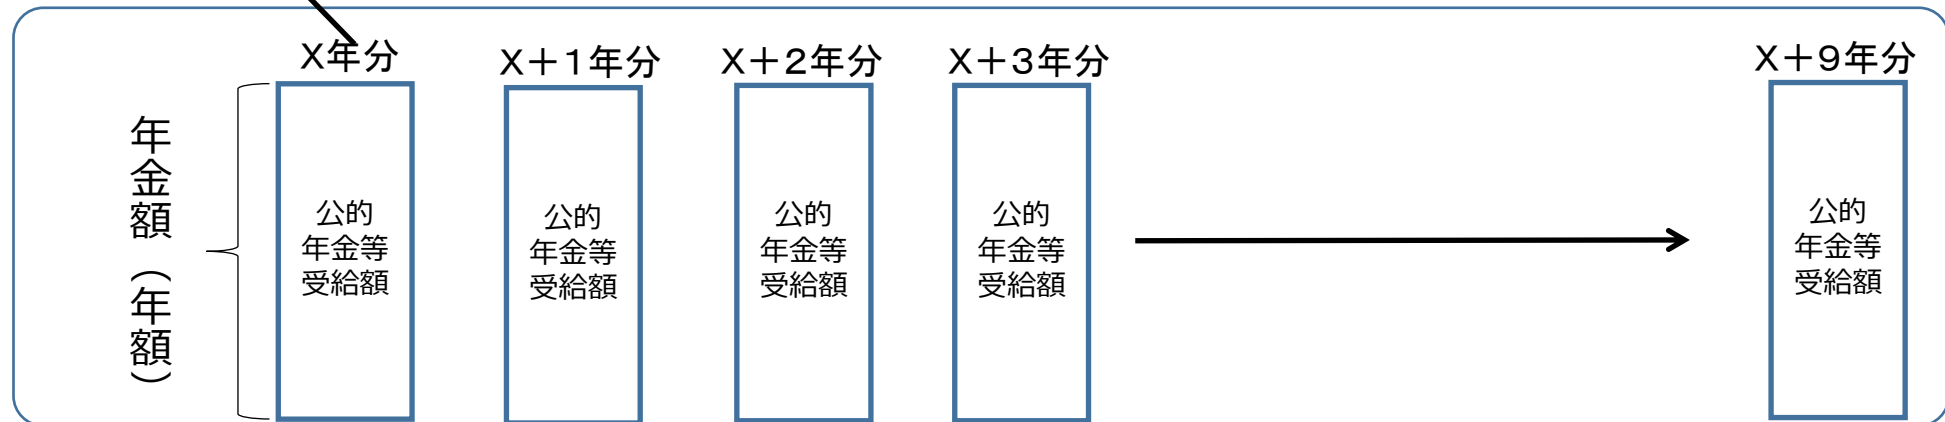 X年分
X+1年分
X+2年分
X+3年分
X+9年分
年金額（年額）
公的
年金等
受給額
公的
年金等
受給額
公的
年金等
受給額
公的
年金等
受給額
公的
年金等
受給額